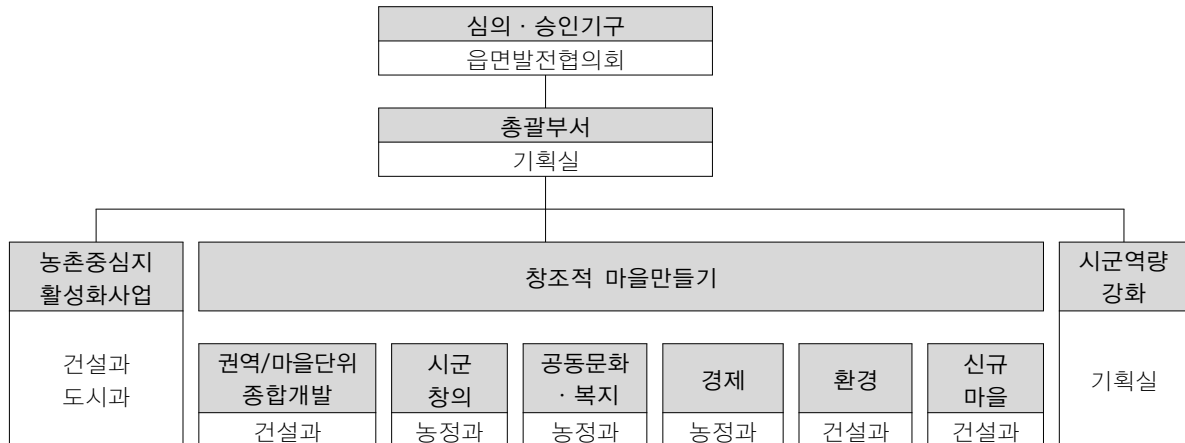 심의 · 승인기구
읍면발전협의회
총괄부서
기획실
농촌중심지
활성화사업
건설과
도시과
창조적 마을만들기
권역/마을단위
종합개발
건설과
시군
창의
농정과
공동문화
· 복지
농정과
경제
농정과
환경
건설과
신규
마을
건설과
시군역량
강화
기획실